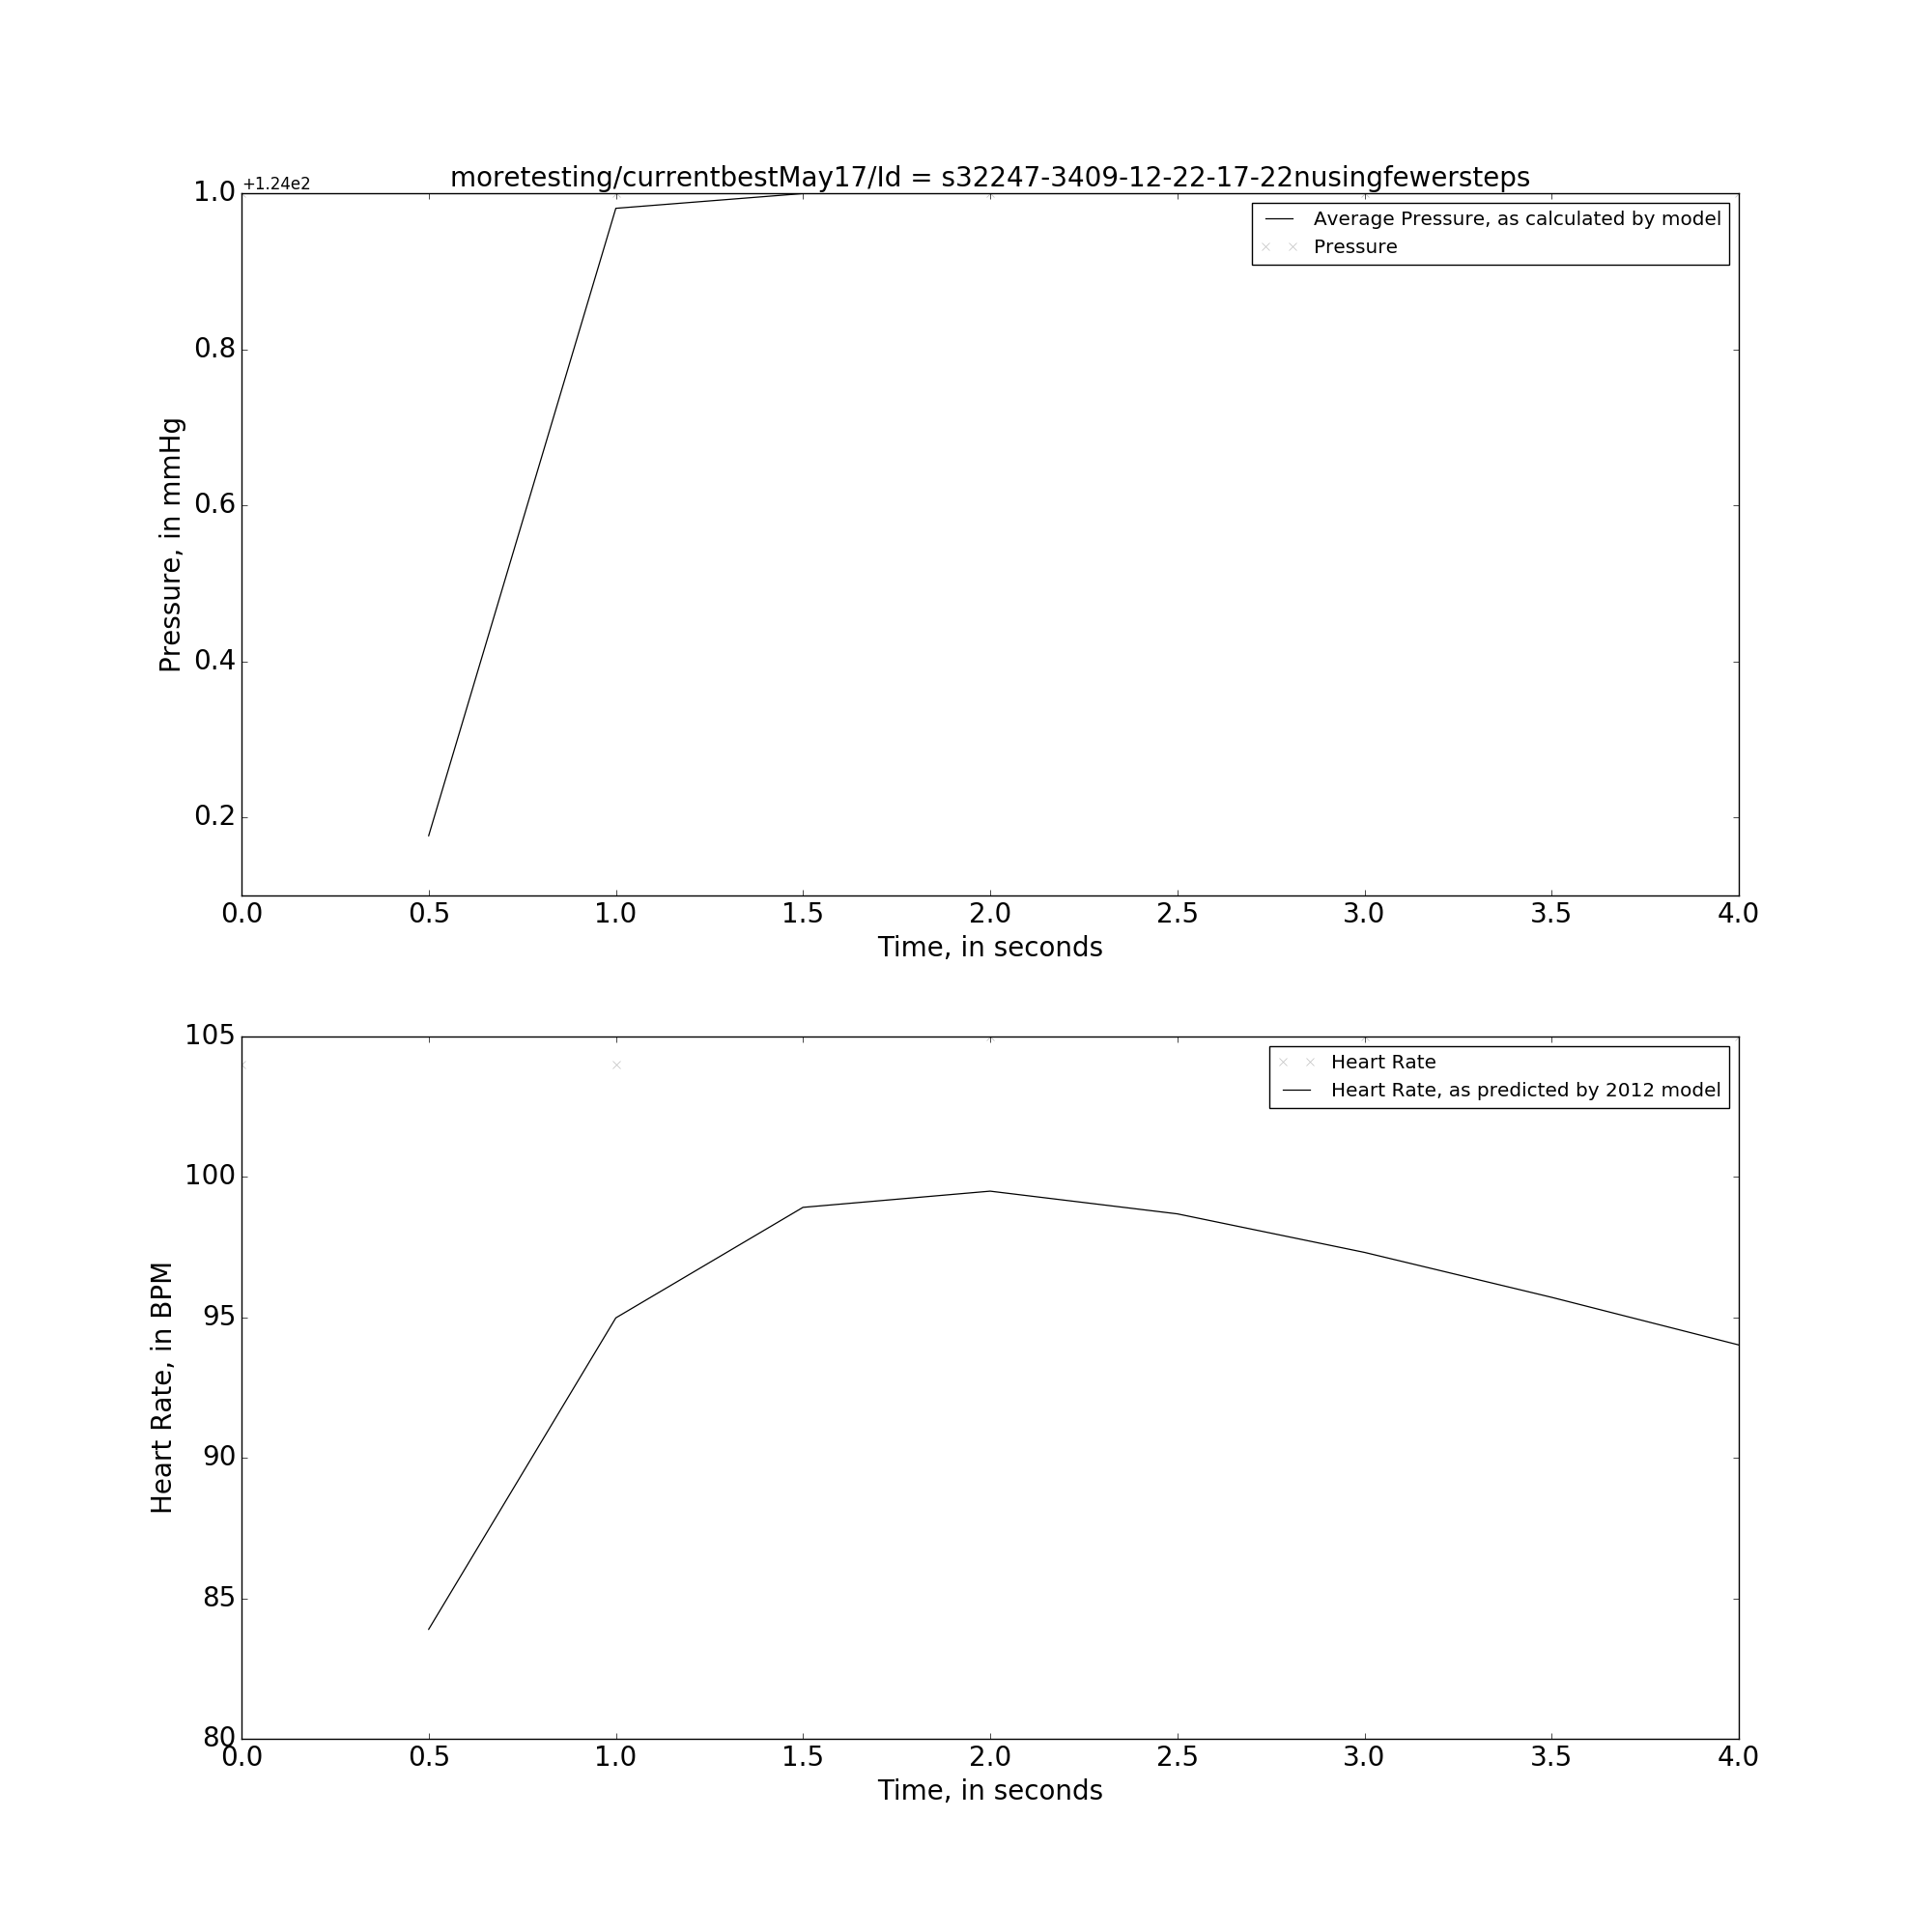 moretesting/currentbestMay17/Id = s32247-3409-12-22-17-22nusingfewersteps
+1.24e2
1.0
0.8
0.6
0.4
0.2
Pressure, in mmHg
Average Pressure, as calculated by model
Pressure
0.0 0.5 1.0 1.5 2.0 2.5 3.0 3.5 4.0
Time, in seconds
105
100
95
90
85
80
Heart Rate, in BPM
Heart Rate
Heart Rate, as predicted by 2012 model
0.0 0.5 1.0 1.5 2.0 2.5 3.0 3.5 4.0
Time, in seconds